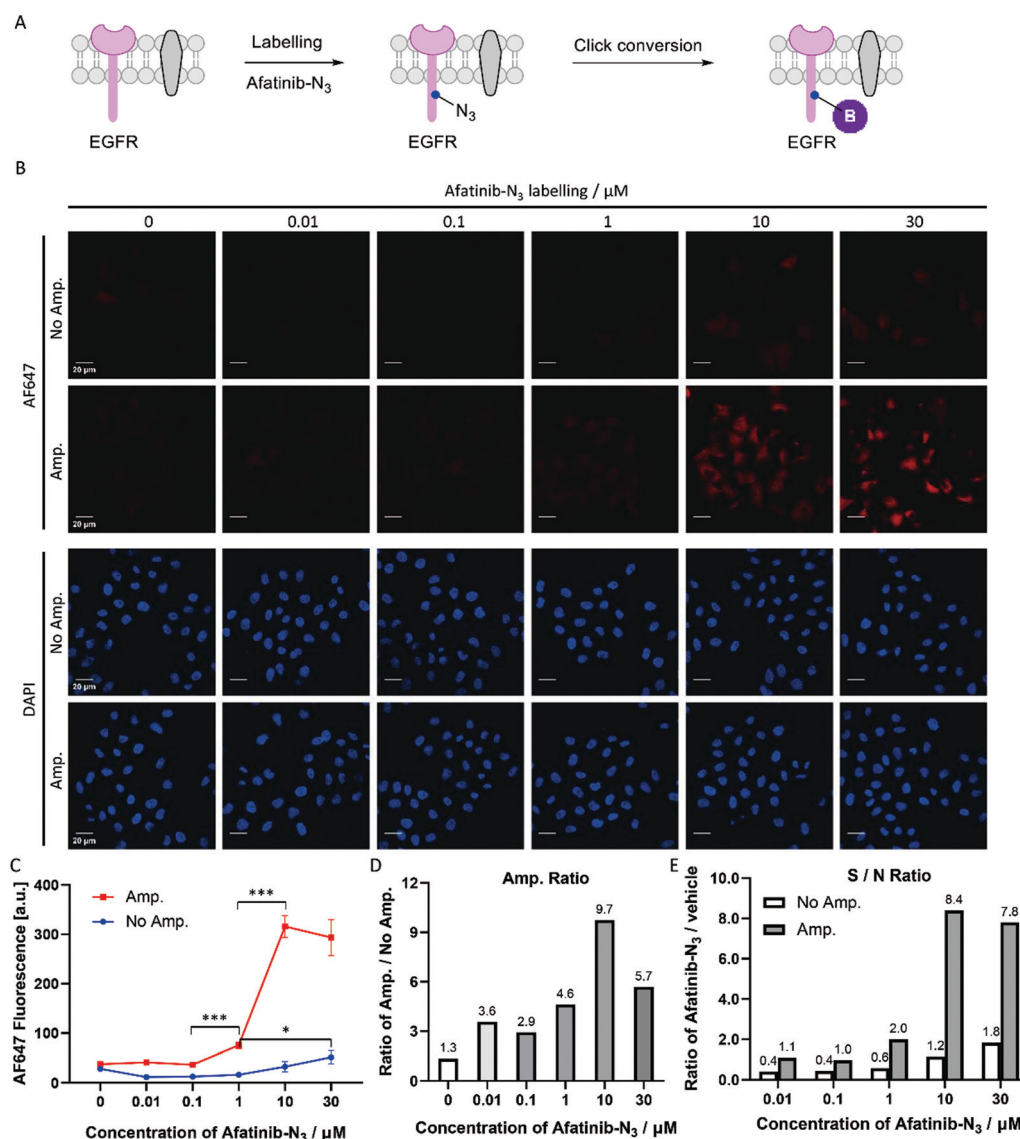 A
Labelling
Afatinib-N₃
Click conversion
N₃
B
EGFR
EGFR
EGFR
B
Afatinib-N₃ labelling / µM
0 0.01 0.1 1 10 30
AF647
No Amp.
20 µm
Amp.
20 µm
DAPI
No Amp.
20 µm
Amp.
20 µm
C
AF647 Fluorescence [a.u.]
400
300
200
100
0
Amp.
No Amp.
***
***
*
0 0.01 0.1 1 10 30
Concentration of Afatinib-N₃ / µM
D
Amp. Ratio
Ratio of Amp. / No Amp.
12
9
6
3
0
1.3
3.6
2.9
4.6
9.7
5.7
0 0.01 0.1 1 10 30
Concentration of Afatinib-N₃ / µM
E
S / N Ratio
Ratio of Afatinib-N₃ / vehicle
10.0
8.0
6.0
4.0
2.0
0.0
No Amp.
Amp.
0.4
1.1
0.4
1.0
0.6
2.0
1.2
8.4
1.8
7.8
0.01 0.1 1 10 30
Concentration of Afatinib-N₃ / µM